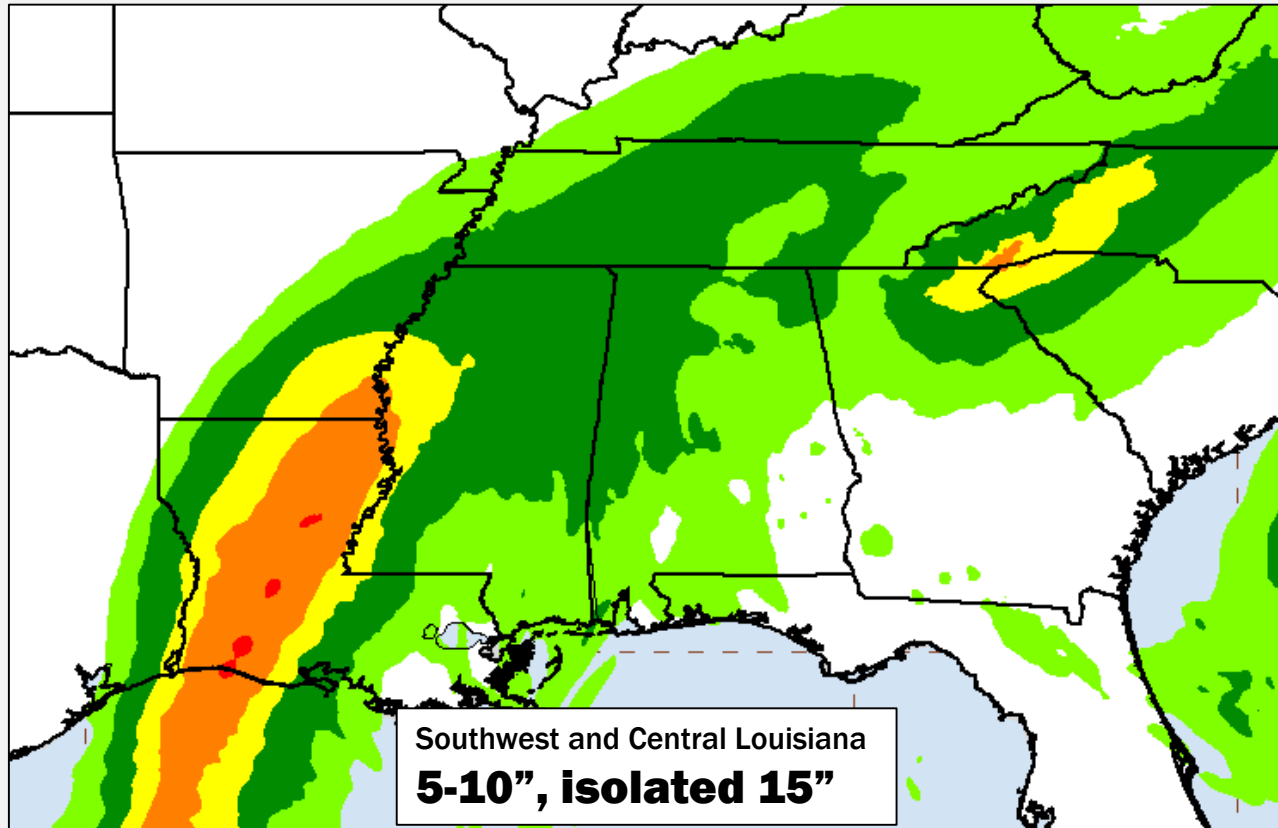 Southwest and Central Louisiana
5-10”, isolated 15”